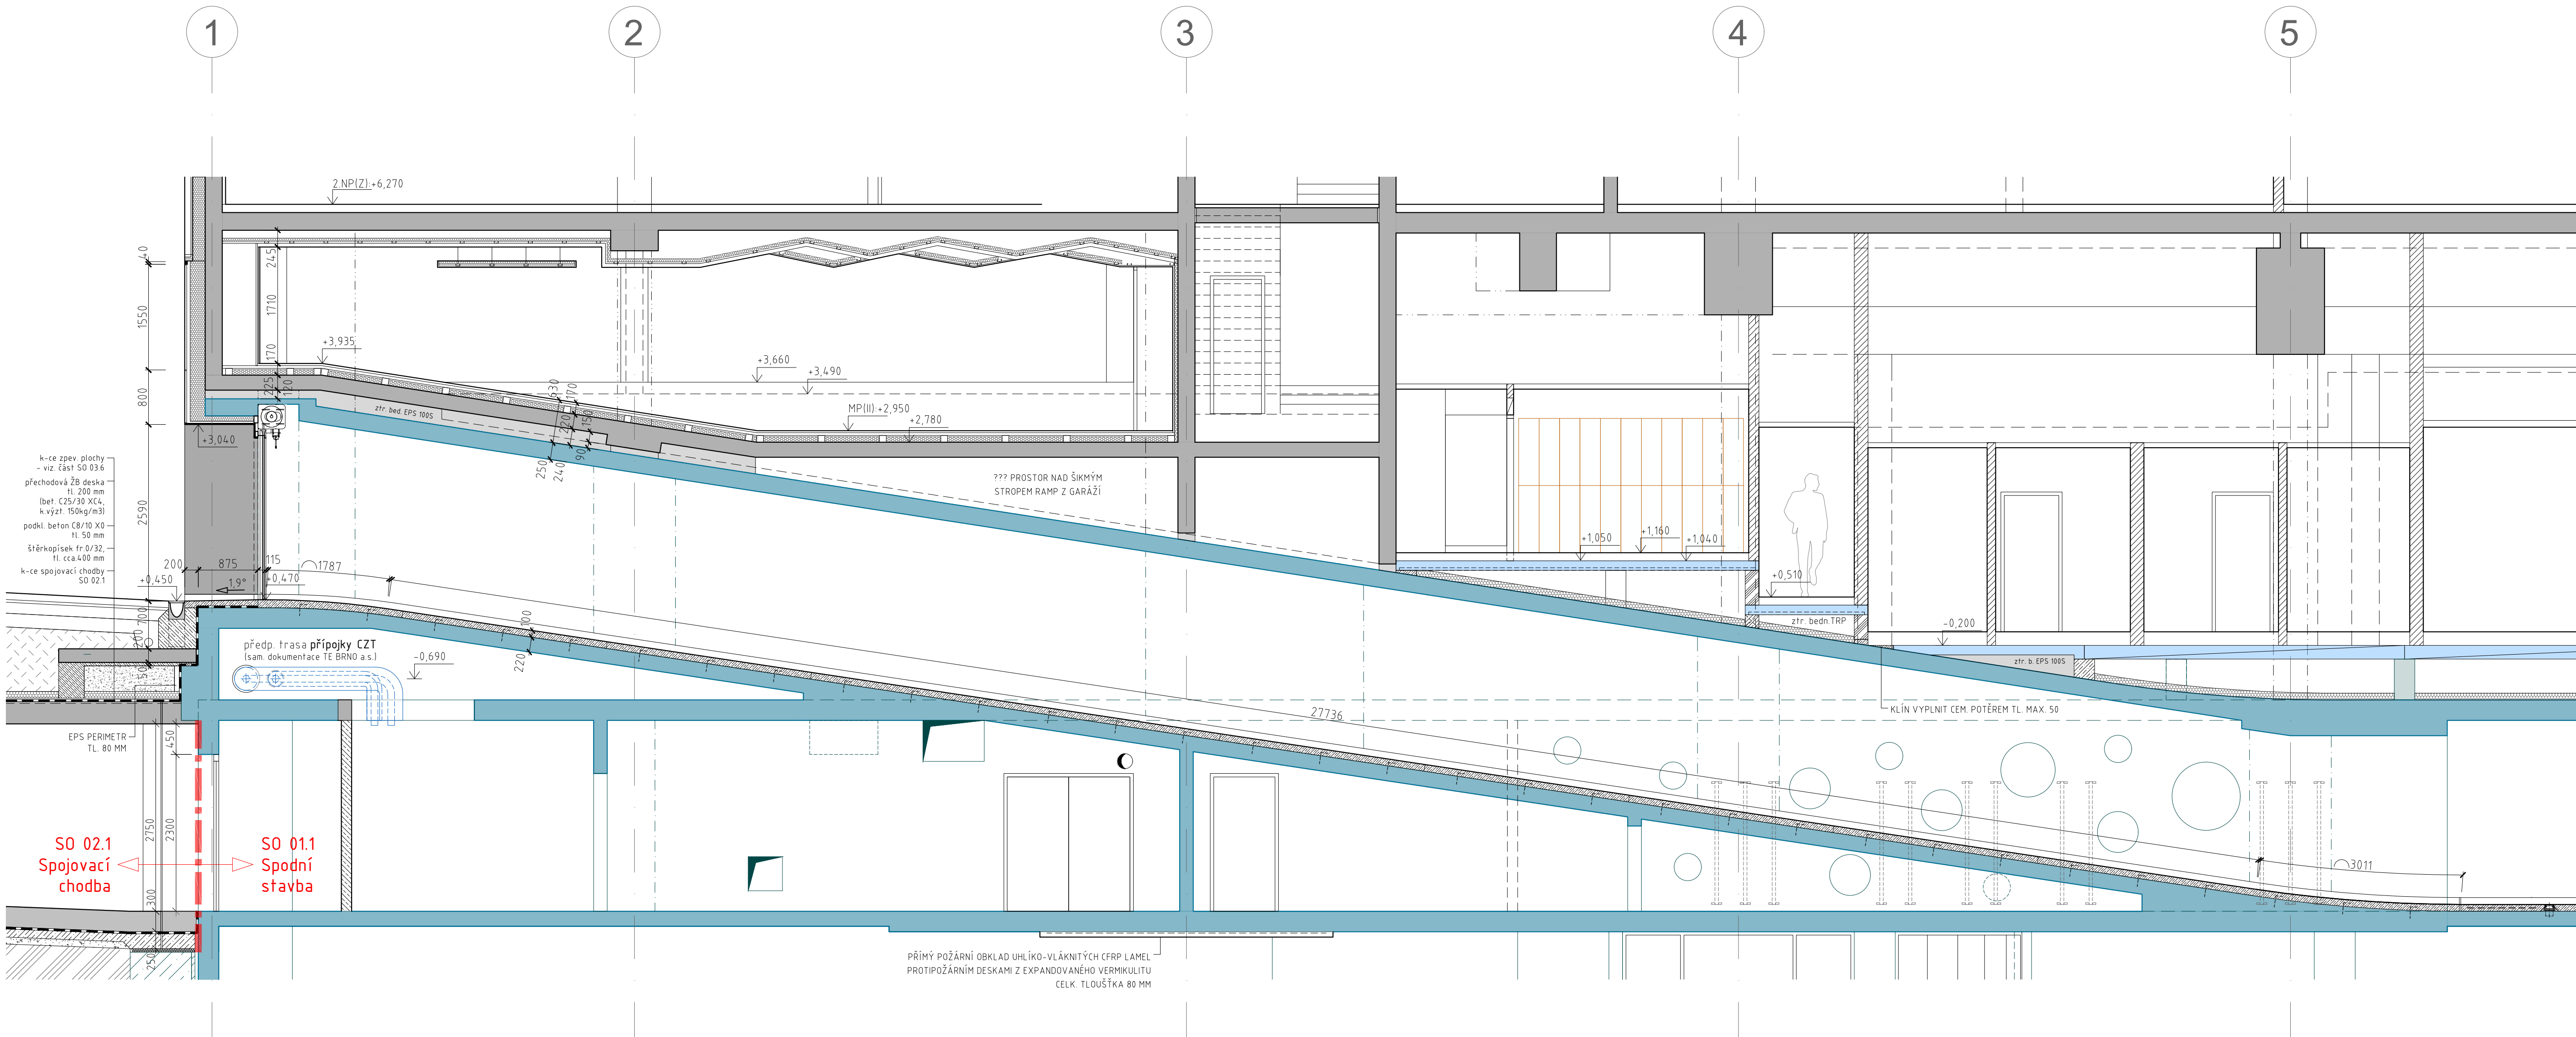 1
2
3
4
5
2.NP(Z):+6,270
40
245
1550
1710
170
+3,935
+3,660
+3,490
225
120
800
630
170
ztr. bed. EPS 100S
220
150
MP(II):+2,950
+2,780
+3,040
250
240
90
k-ce zpev. plochy
- viz. část SO 03.6
přechodová ŽB deska
tl. 200 mm
(bet. C25/30 XC4,
k.výzt. 150kg/m3)
podkl. beton C8/10 X0
tl. 50 mm
štěrkopísek fr.0/32,
tl. cca.400 mm
k-ce spojovací chodby
SO 02.1
2590
??? PROSTOR NAD ŠIKMÝM
STROPEM RAMP Z GARÁŽÍ
+1,050
+1,160
+1,040
200
875
115
1787
+0,450
1,9°
+0,470
+0,510
700
200
50
100
220
předp. trasa přípojky CZT
(sam. dokumentace TE BRNO a.s.)
-0,690
ztr. bedn.TRP
-0,200
ztr. b. EPS 100S
27736
KLÍN VYPLNIT CEM. POTĚREM TL. MAX. 50
EPS PERIMETR
TL. 80 MM
450
2750
2300
300
250
SO 02.1
Spojovací
chodba
SO 01.1
Spodní
stavba
3011
PŘÍMÝ POŽÁRNÍ OBKLAD UHLÍKO-VLÁKNITÝCH CFRP LAMEL
PROTIPOŽÁRNÍM DESKAMI Z EXPANDOVANÉHO VERMIKULITU
CELK. TLOUŠŤKA 80 MM